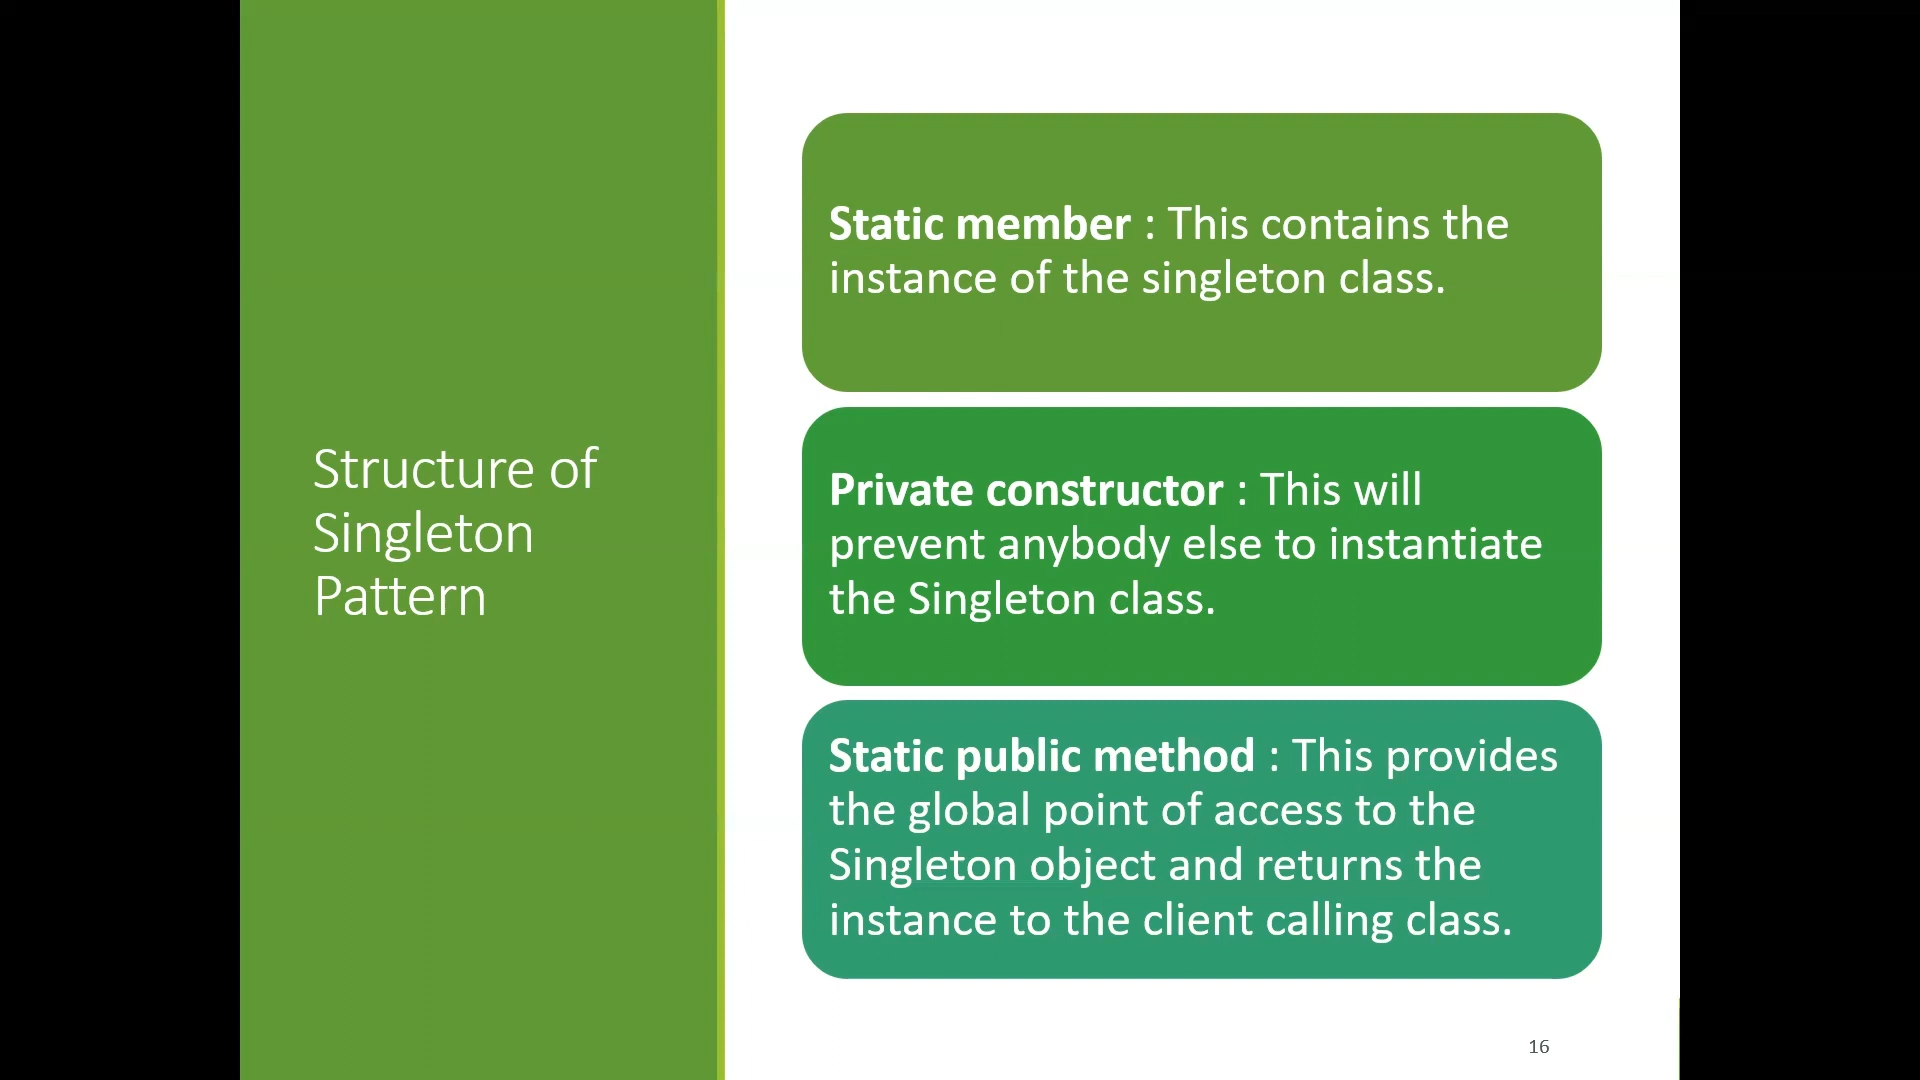 Structure of
Singleton
Pattern
Static member : This contains the
instance of the singleton class.
Private constructor : This will
prevent anybody else to instantiate
the Singleton class.
Static public method : This provides
the global point of access to the
Singleton object and returns the
instance to the client calling class.
16